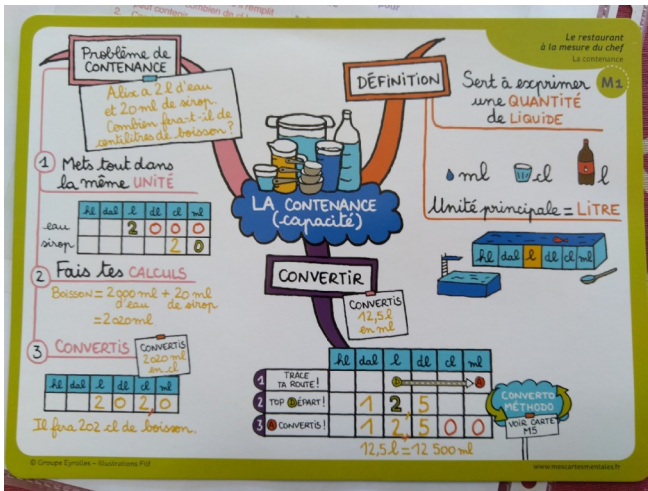 Le restaurant
à la mesure du chef
La contenance
M1
Problème de
CONTENANCE
Alix a 2 l d'eau
et 20 ml de sirop.
Combien fera-t-il de
centilitres de boisson ?
1 Mets tout dans
la même UNITÉ
hl dal l dl cl ml
eau 2 0 0 0
sirop 2 0
2 Fais tes CALCULS
Boisson = 2 000 ml + 20 ml
d'eau de sirop
= 2 020 ml
3 CONVERTIS
CONVERTIS
2020 ml
en cl
hl dal l dl cl ml
2 0 2, 0
Il fera 202 cl de boisson.
LA CONTENANCE
(capacité)
DÉFINITION
Sert à exprimer
une QUANTITÉ
de LIQUIDE
ml cl l
Unité principale = LITRE
hl dal l dl cl ml
CONVERTIR
CONVERTIS
12,5 l
en ml
hl dal l dl cl ml
1 TRACE
TA ROUTE ! D A
2 TOP DÉPART ! 1 2 5
3 A CONVERTIS ! 1 2, 5 0 0
12,5 l = 12 500 ml
CONVERTO
MÉTHODO
VOIR CARTE
M5
© Groupe Eyrolles – Illustrations Filf
www.mescartesmentales.fr